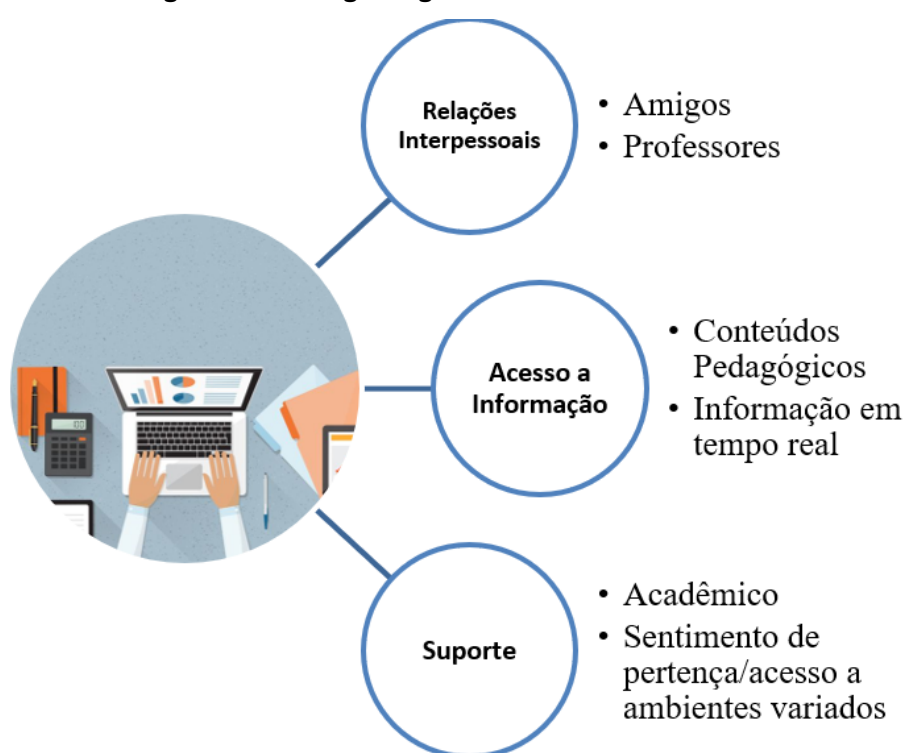 Relações
Interpessoais
• Amigos
• Professores
Acesso a
Informação
• Conteúdos
Pedagógicos
• Informação em
tempo real
Suporte
• Acadêmico
• Sentimento de
pertença/acesso a
ambientes variados